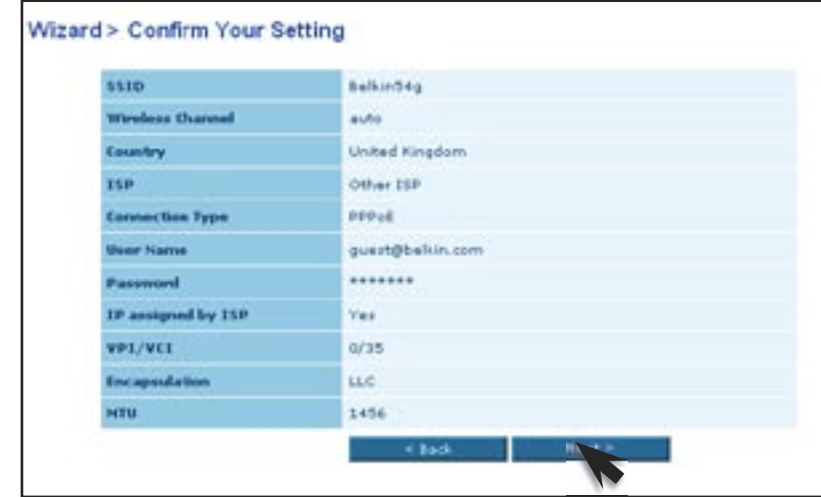 Wizard > Confirm Your Setting
SSID Belkin54g
Wireless Channel auto
Country United Kingdom
ISP Other ISP
Connection Type PPPoE
User Name guest@belkin.com
Password *******
IP assigned by ISP Yes
VPI/VCI 0/35
Encapsulation LLC
MTU 1456
< Back Next >